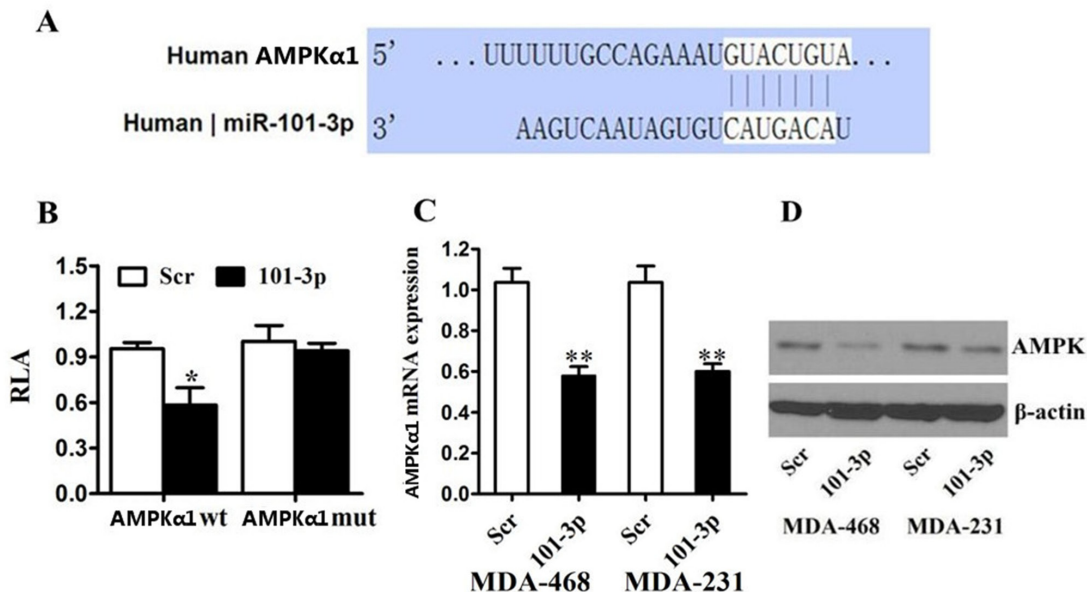 A
Human AMPKα1 5’ ...UUUUUUGCCAGAAAUGUACUGUA...
Human | miR-101-3p 3’ AAGUCAAUAGUGUCAUGACAU
B
RLA
1.5
1.2
0.9
0.6
0.3
0.0
Scr 101-3p
*
AMPKα1 wt AMPKα1 mut
C
AMPKα1 mRNA expression
1.2
1.0
0.8
0.6
0.4
0.2
0.0
** **
Scr 101-3p Scr 101-3p
MDA-468 MDA-231
D
AMPK
β-actin
Scr 101-3p Scr 101-3p
MDA-468 MDA-231